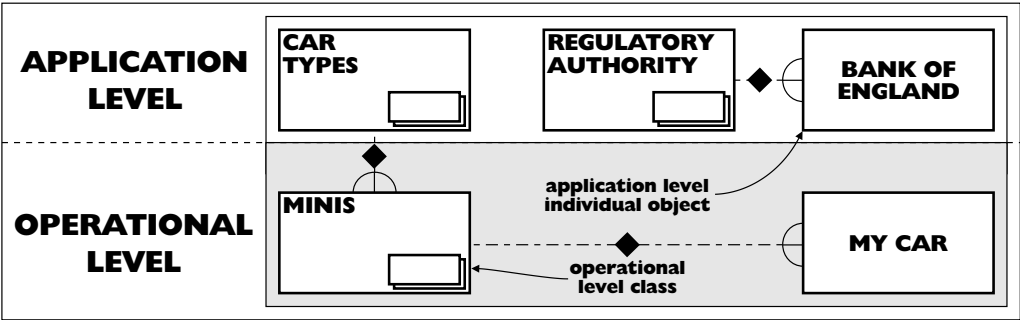 APPLICATION
LEVEL
CAR
TYPES
REGULATORY
AUTHORITY
BANK OF
ENGLAND
OPERATIONAL
LEVEL
MINIS
application level
individual object
operational
level class
MY CAR